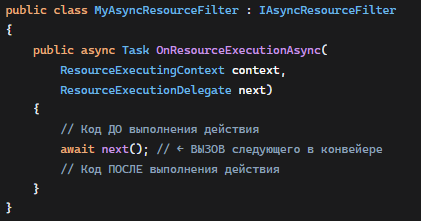 public class MyAsyncResourceFilter : IAsyncResourceFilter
{
    public async Task OnResourceExecutionAsync(
        ResourceExecutingContext context,
        ResourceExecutionDelegate next)
    {
        // Код ДО выполнения действия
        await next(); // ← ВЫЗОВ следующего в конвейере
        // Код ПОСЛЕ выполнения действия
    }
}